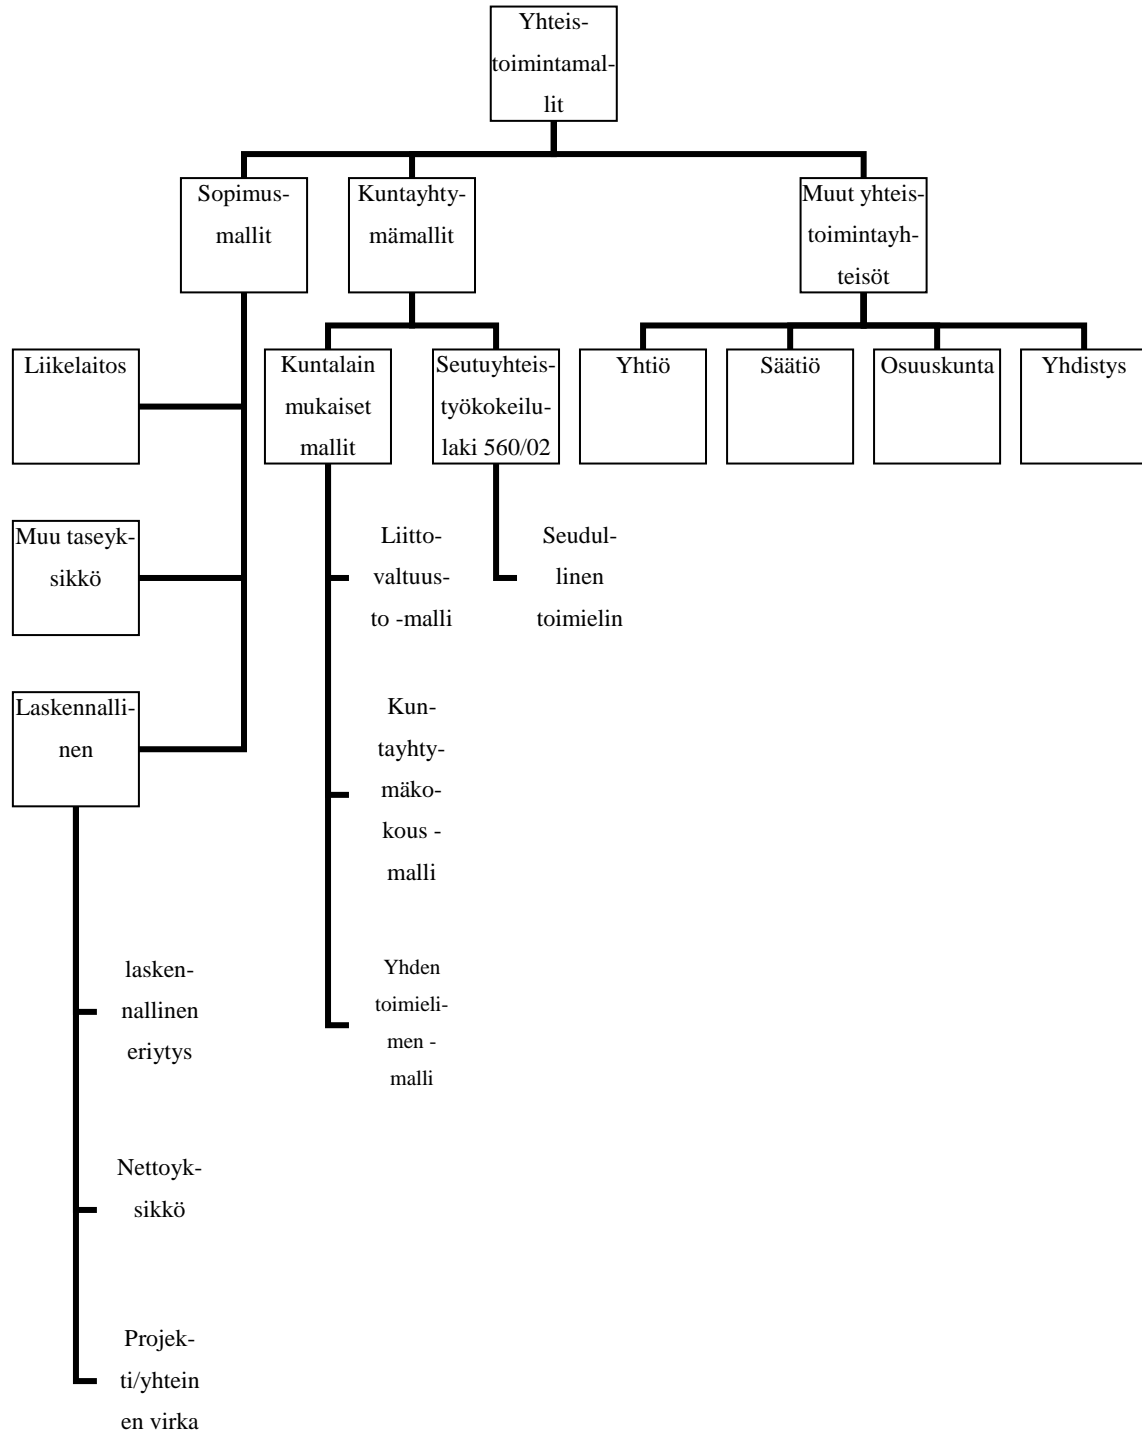 Yhteis-
toimintamal-
lit
Sopimus-
mallit
Kuntayhty-
mämallit
Muut yhteis-
toimintayh-
teisöt
Liikelaitos
Kuntalain
mukaiset
mallit
Seutuyhteis-
työkokeilu-
laki 560/02
Yhtiö
Säätiö
Osuuskunta
Yhdistys
Muu taseyk-
sikkö
Liitto-
valtuus-
to -malli
Seudul-
linen
toimielin
Laskennalli-
nen
Kun-
tayhty-
mäko-
kous -
malli
lasken-
nallinen
eriytys
Yhden
toimieli-
men -
malli
Nettoyk-
sikkö
Projek-
ti/yhtein
en virka